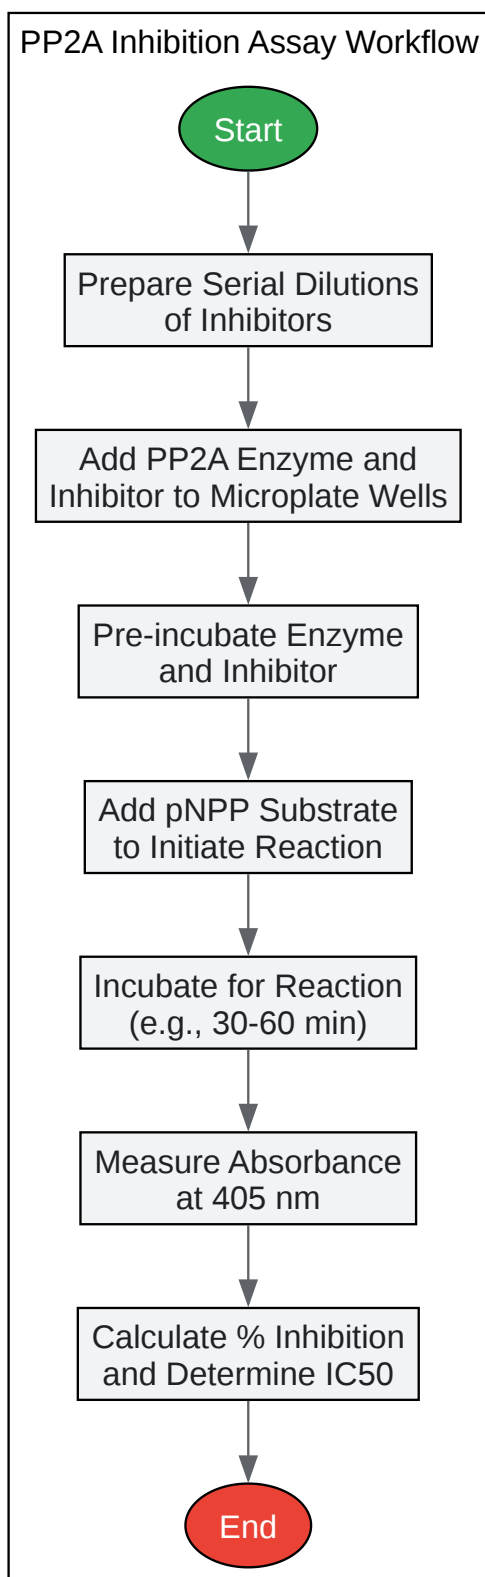 PP2A Inhibition Assay Workflow
Start
Prepare Serial Dilutions
of Inhibitors
Add PP2A Enzyme and
Inhibitor to Microplate Wells
Pre-incubate Enzyme
and Inhibitor
Add pNPP Substrate
to Initiate Reaction
Incubate for Reaction
(e.g., 30-60 min)
Measure Absorbance
at 405 nm
Calculate % Inhibition
and Determine IC50
End